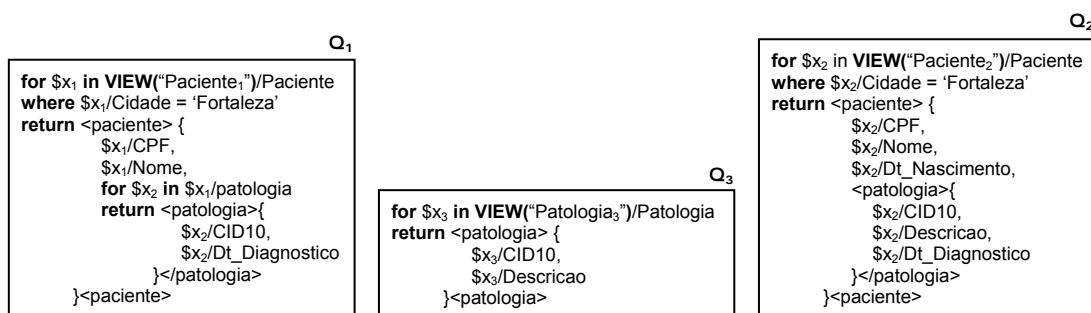 Q₁
for $x₁ in VIEW(“Paciente₁”)/Paciente
where $x₁/Cidade = ‘Fortaleza’
return <paciente> {
$x₁/CPF,
$x₁/Nome,
for $x₂ in $x₁/patologia
return <patologia>{
$x₂/CID10,
$x₂/Dt_Diagnostico
}</patologia>
}<paciente>
Q₃
for $x₃ in VIEW(“Patologia₃”)/Patologia
return <patologia> {
$x₃/CID10,
$x₃/Descricao
}<patologia>
Q₂
for $x₂ in VIEW(“Paciente₂”)/Paciente
where $x₂/Cidade = ‘Fortaleza’
return <paciente> {
$x₂/CPF,
$x₂/Nome,
$x₂/Dt_Nascimento,
<patologia>{
$x₂/CID10,
$x₂/Descricao,
$x₂/Dt_Diagnostico
}</patologia>
}<paciente>